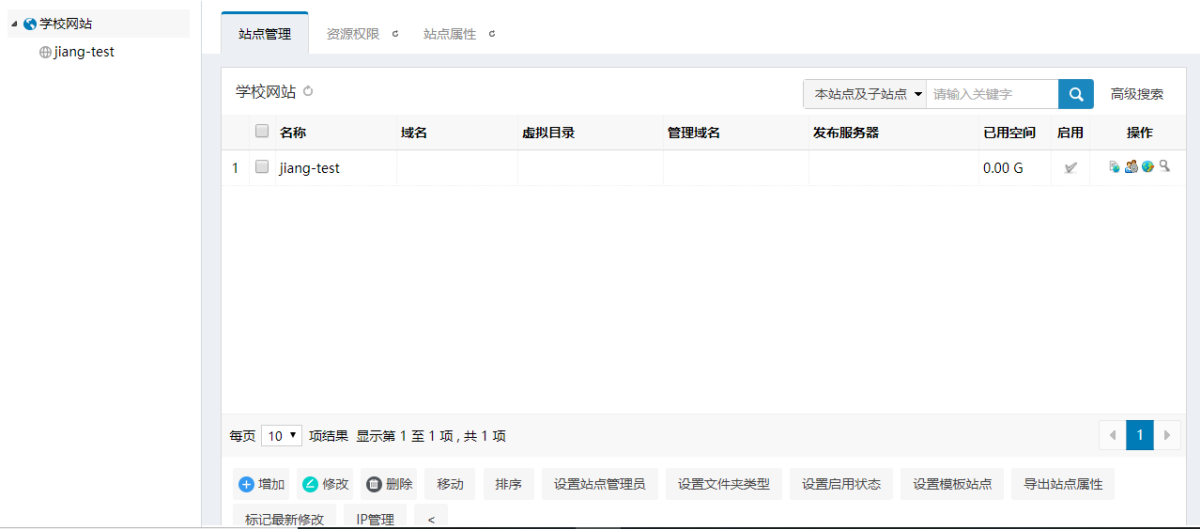 学校网站
jiang-test
站点管理 资源权限 站点属性
学校网站 本站点及子站点 请输入关键字 高级搜索
名称 域名 虚拟目录 管理域名 发布服务器 已用空间 启用 操作
1 jiang-test 0.00 G
每页 10 项结果 显示第 1 至 1 项 , 共 1 项 1
增加 修改 删除 移动 排序 设置站点管理员 设置文件夹类型 设置启用状态 设置模板站点 导出站点属性
标记最新修改 IP管理 <